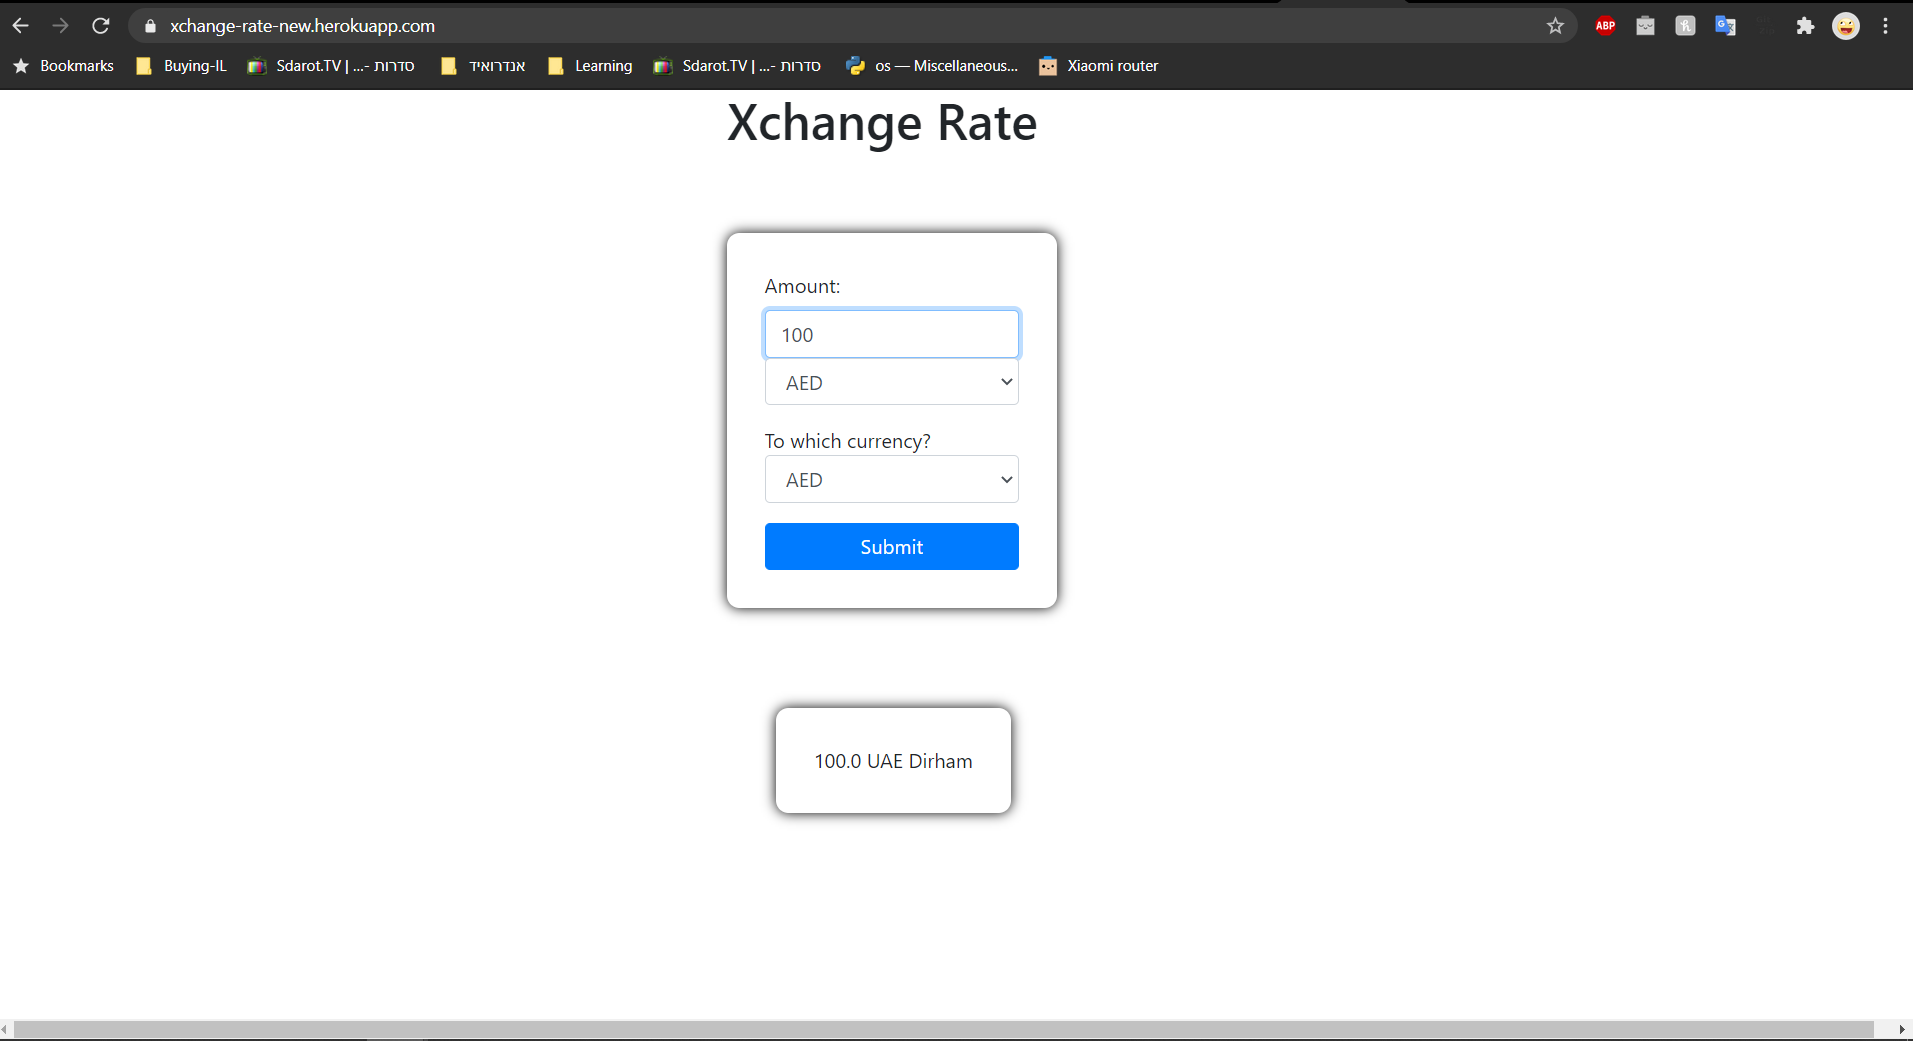 xchange-rate-new.herokuapp.com
ABP
Bookmarks Buying-IL Sdarot.TV | ...- סדרות אנדרואיד Learning Sdarot.TV | ...- סדרות os — Miscellaneous... Xiaomi router
Xchange Rate
Amount:
100
AED
To which currency?
AED
Submit
100.0 UAE Dirham